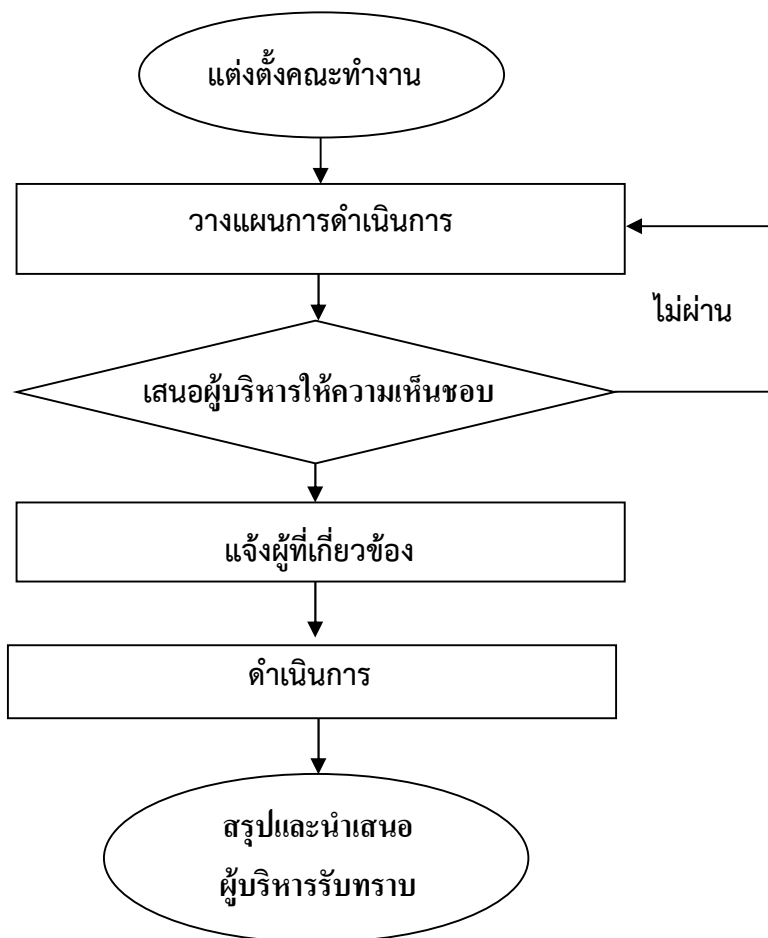 แต่งตั้งคณะทำงาน
วางแผนการดำเนินการ
ไม่ผ่าน
เสนอผู้บริหารให้ความเห็นชอบ
แจ้งผู้ที่เกี่ยวข้อง
ดำเนินการ
สรุปและนำเสนอ
ผู้บริหารรับทราบ